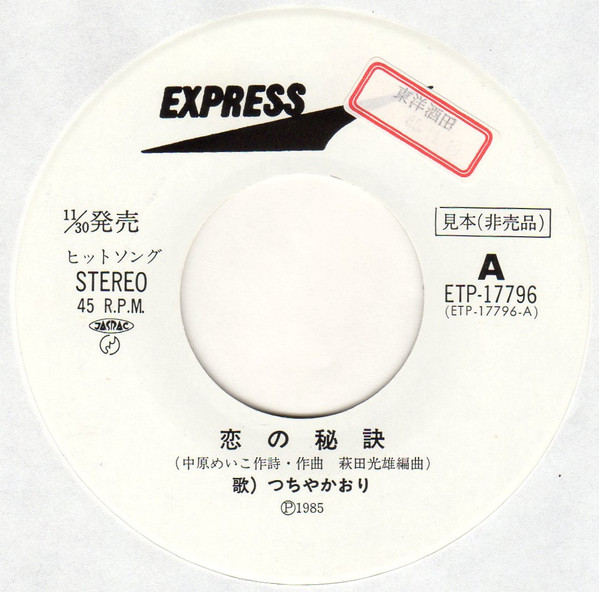 EXPRESS
東洋酒田
11/30発売
見本(非売品)
ヒットソング
STEREO
45 R.P.M.
JASRAC
A
ETP-17796
(ETP-17796-A)
恋の秘訣
(中原めいこ作詩・作曲 萩田光雄編曲)
歌) つちやかおり
Ⓟ1985